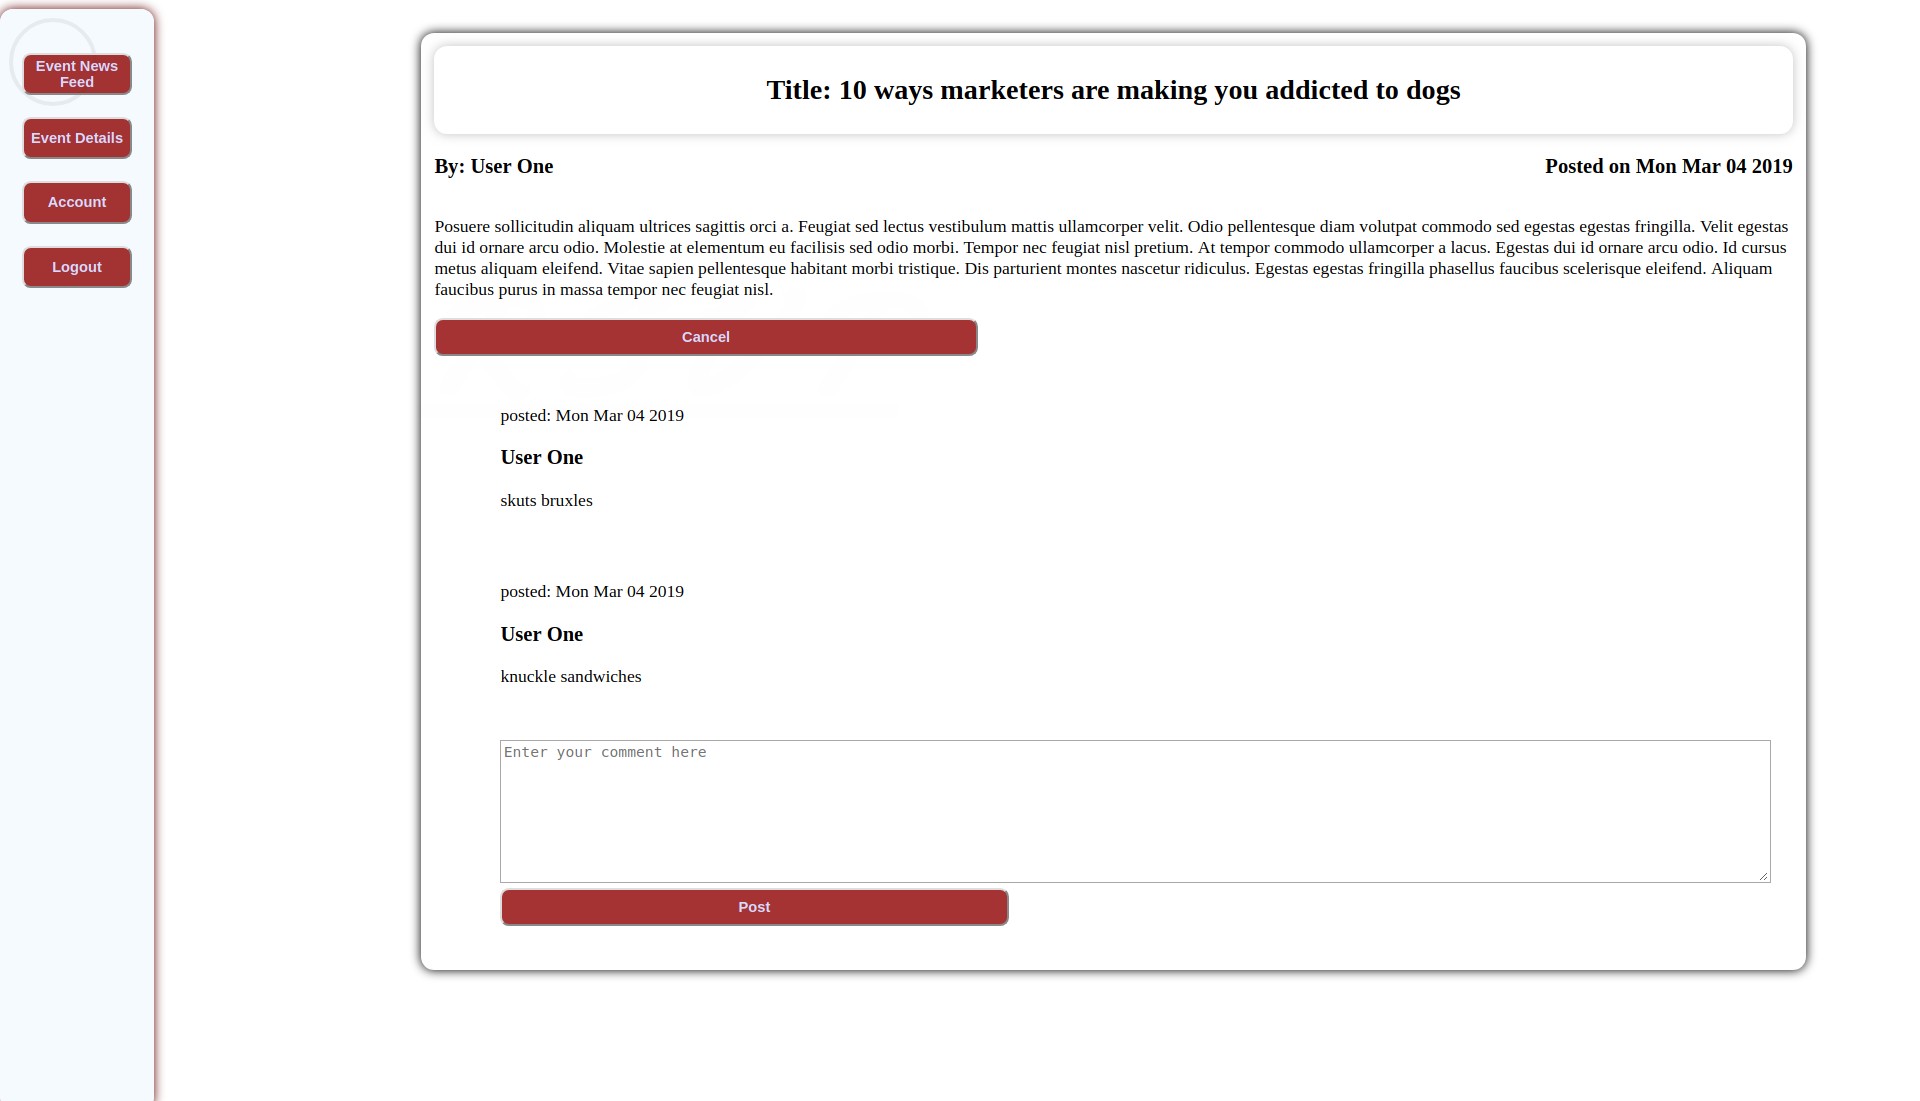 Event News
Feed
Event Details
Account
Logout
Title: 10 ways marketers are making you addicted to dogs
By: User One
Posted on Mon Mar 04 2019
Posuere sollicitudin aliquam ultrices sagittis orci a. Feugiat sed lectus vestibulum mattis ullamcorper velit. Odio pellentesque diam volutpat commodo sed egestas egestas fringilla. Velit egestas
dui id ornare arcu odio. Molestie at elementum eu facilisis sed odio morbi. Tempor nec feugiat nisl pretium. At tempor commodo ullamcorper a lacus. Egestas dui id ornare arcu odio. Id cursus
metus aliquam eleifend. Vitae sapien pellentesque habitant morbi tristique. Dis parturient montes nascetur ridiculus. Egestas egestas fringilla phasellus faucibus scelerisque eleifend. Aliquam
faucibus purus in massa tempor nec feugiat nisl.
Cancel
posted: Mon Mar 04 2019
User One
skuts bruxles
posted: Mon Mar 04 2019
User One
knuckle sandwiches
Enter your comment here
Post